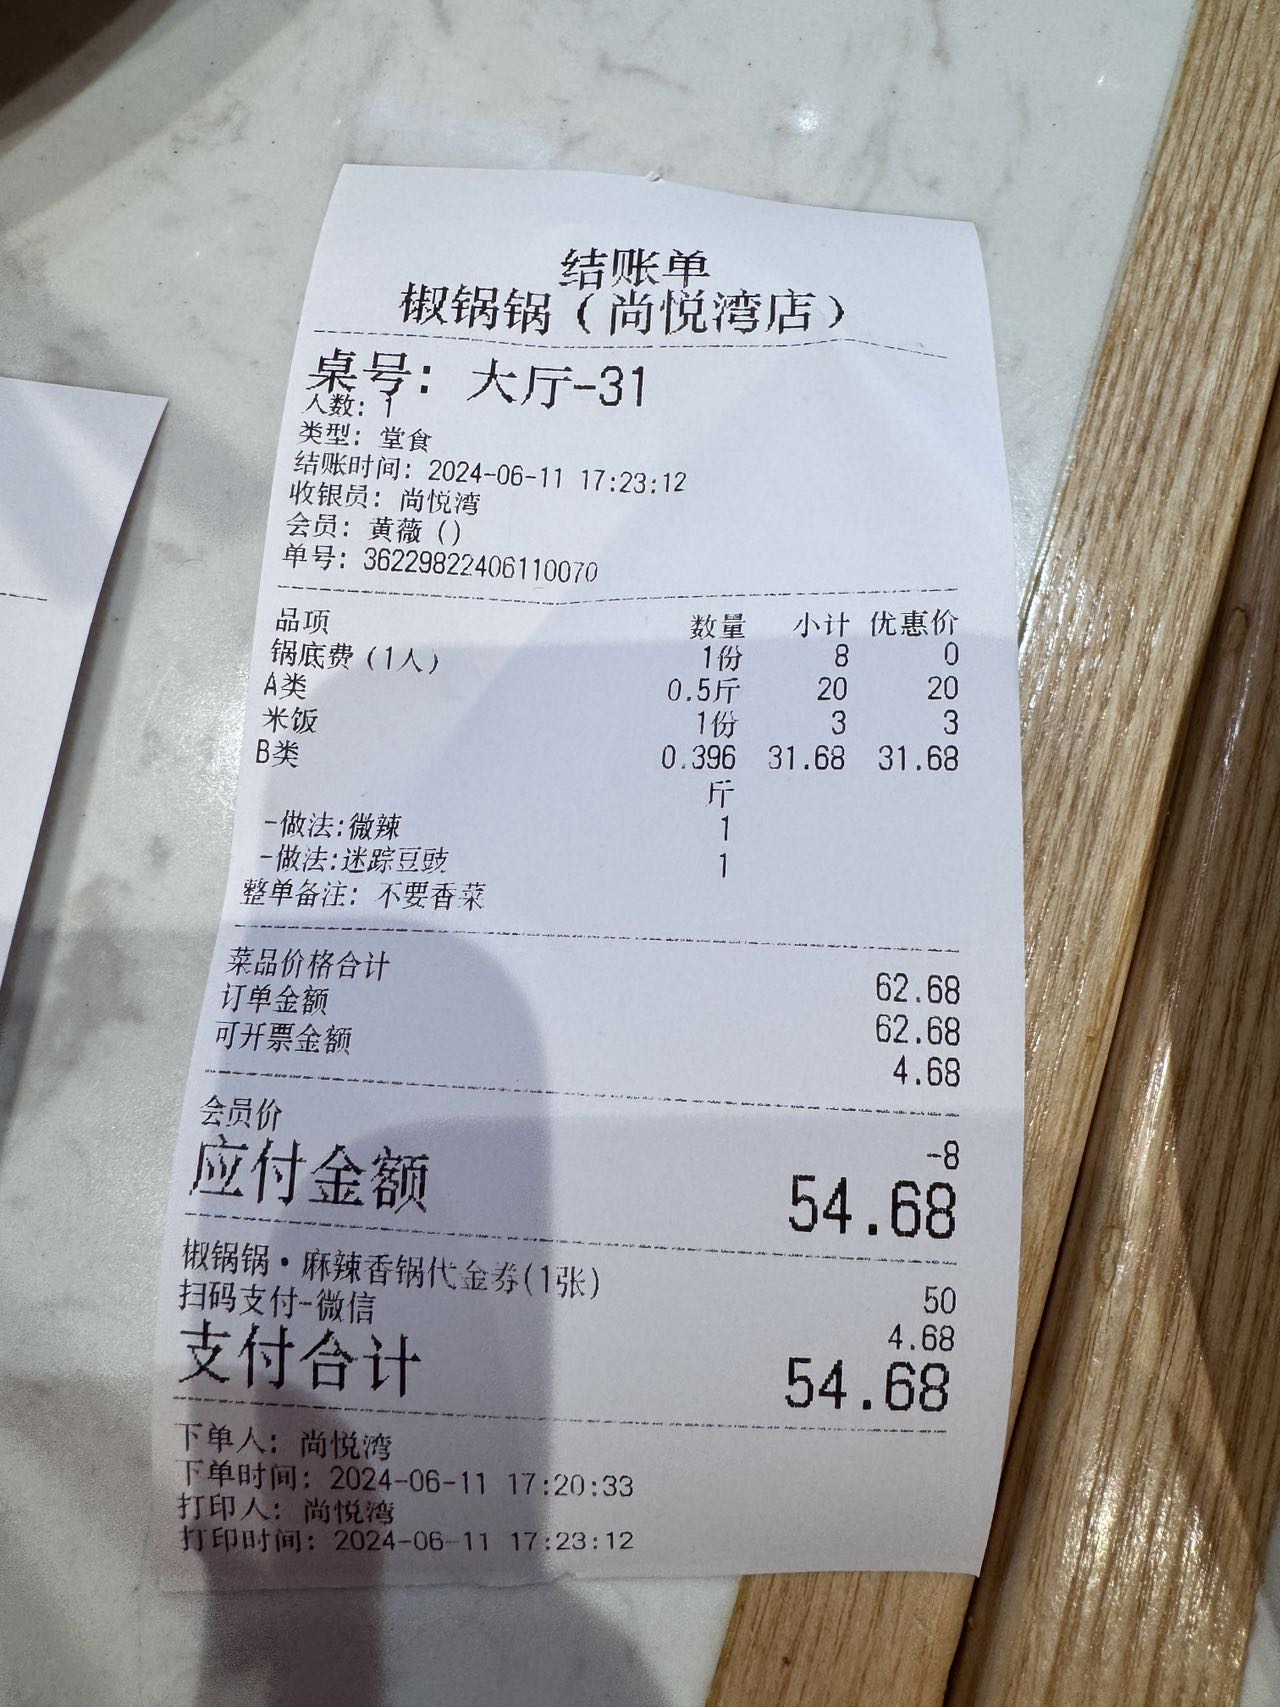 结账单
椒锅锅（尚悦湾店）
桌号：大厅-31
人数：1
类型：堂食
结账时间：2024-06-11 17:23:12
收银员：尚悦湾
会员：黄薇（）
单号：36229822406110070
品项 数量 小计 优惠价
锅底费（1人） 1份 8 0
A类 0.5斤 20 20
米饭 1份 3 3
B类 0.396 31.68 31.68
斤
-做法:微辣 1
-做法:迷踪豆豉 1
整单备注：不要香菜
菜品价格合计 62.68
订单金额 62.68
可开票金额 4.68
会员价 -8
应付金额 54.68
椒锅锅·麻辣香锅代金券(1张) 50
扫码支付-微信 4.68
支付合计 54.68
下单人：尚悦湾
下单时间：2024-06-11 17:20:33
打印人：尚悦湾
打印时间：2024-06-11 17:23:12